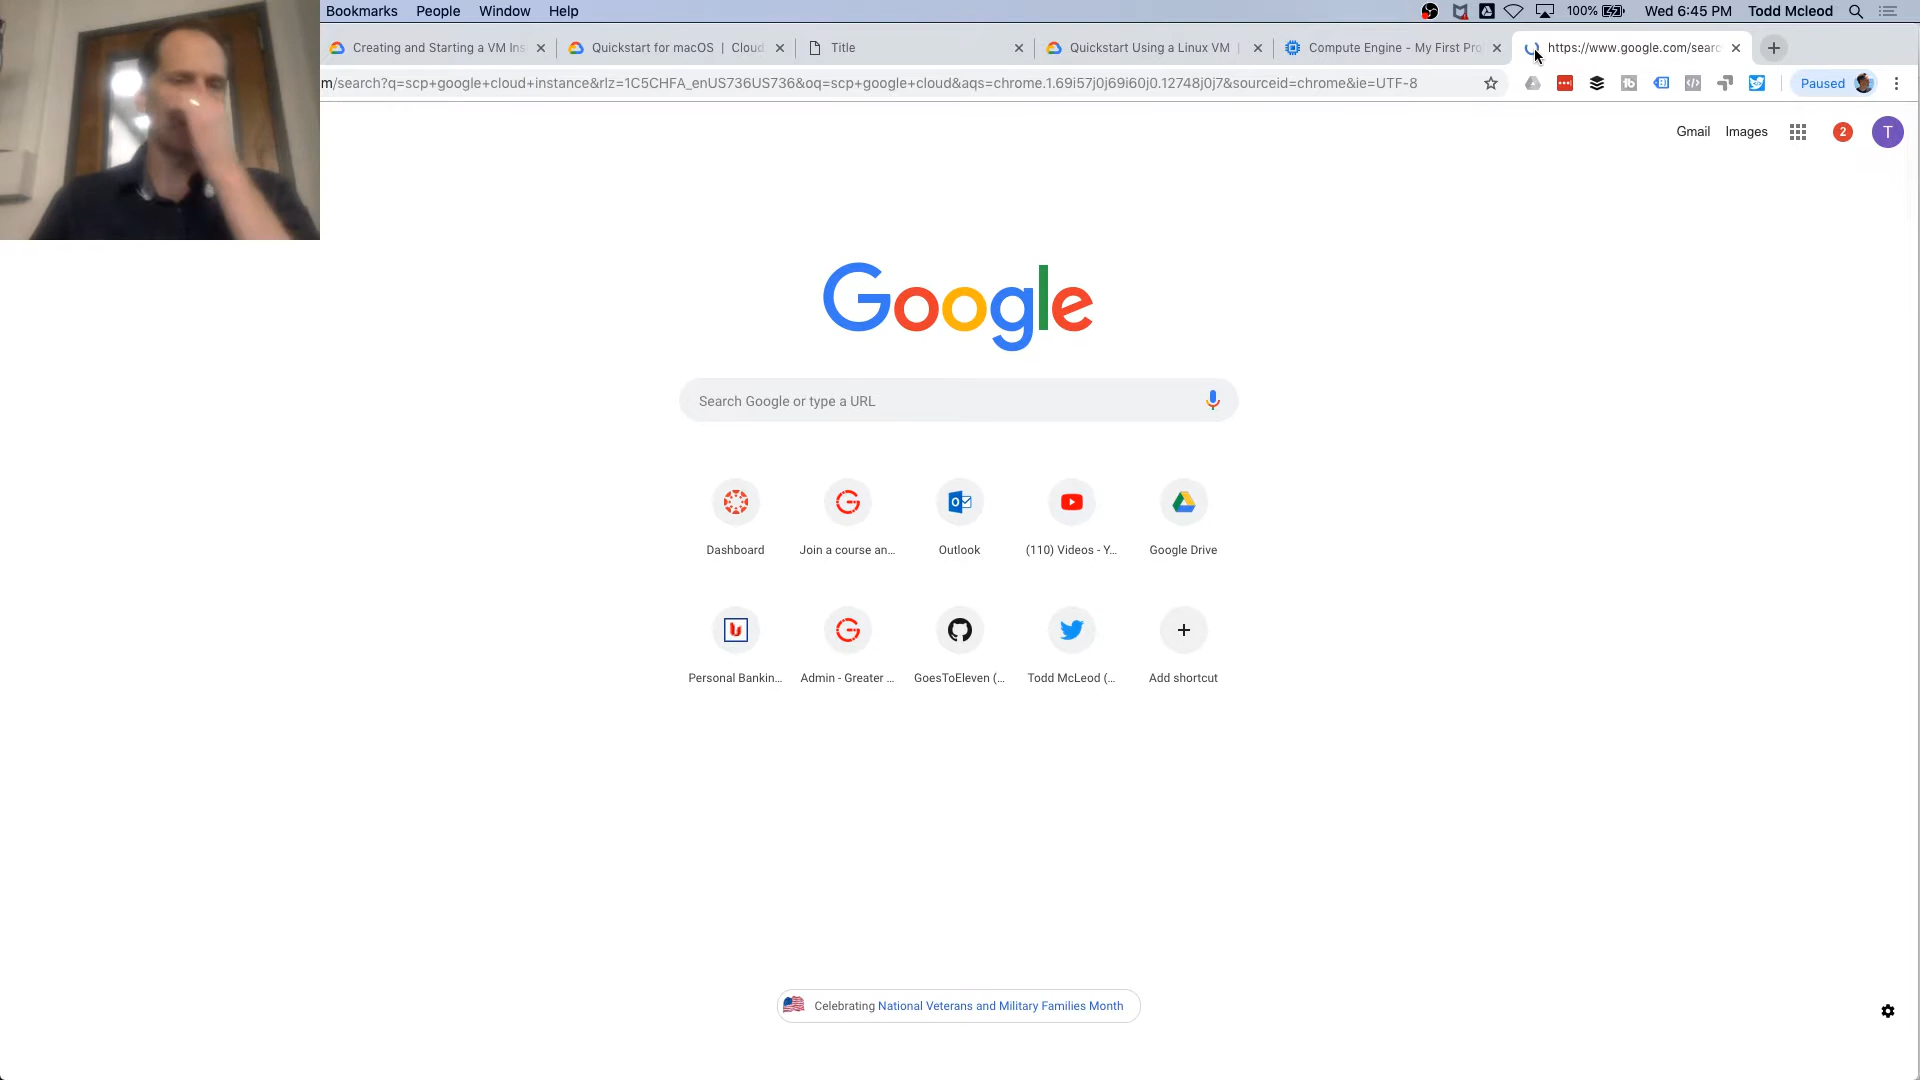 Bookmarks People Window Help 100% Wed 6:45 PM Todd Mcleod
Creating and Starting a VM Ins Quickstart for macOS | Cloud Title Quickstart Using a Linux VM | Compute Engine - My First Pro https://www.google.com/searc
m/search?q=scp+google+cloud+instance&rlz=1C5CHFA_enUS736US736&oq=scp+google+cloud&aqs=chrome.1.69i57j0j69i60j0.12748j0j7&sourceid=chrome&ie=UTF-8 Paused
Gmail Images 2 T
Google
Search Google or type a URL
Dashboard Join a course an... Outlook (110) Videos - Y... Google Drive
Personal Bankin... Admin - Greater ... GoesToEleven (... Todd McLeod (... Add shortcut
Celebrating National Veterans and Military Families Month